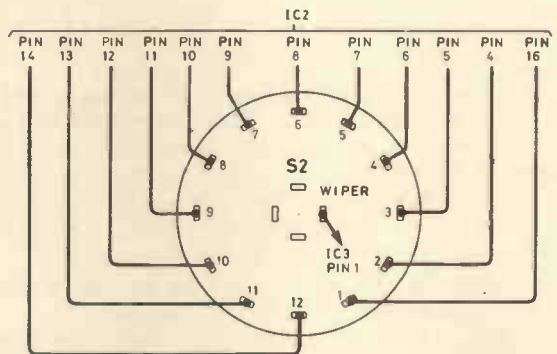 IC2
PIN 14 PIN 13 PIN 12 PIN 11 PIN 10 PIN 9 PIN 8 PIN 7 PIN 6 PIN 5 PIN 4 PIN 16
6
7 5
8 S2 4
WIPER
9 3
IC3
PIN 1
10 2
11 12 1